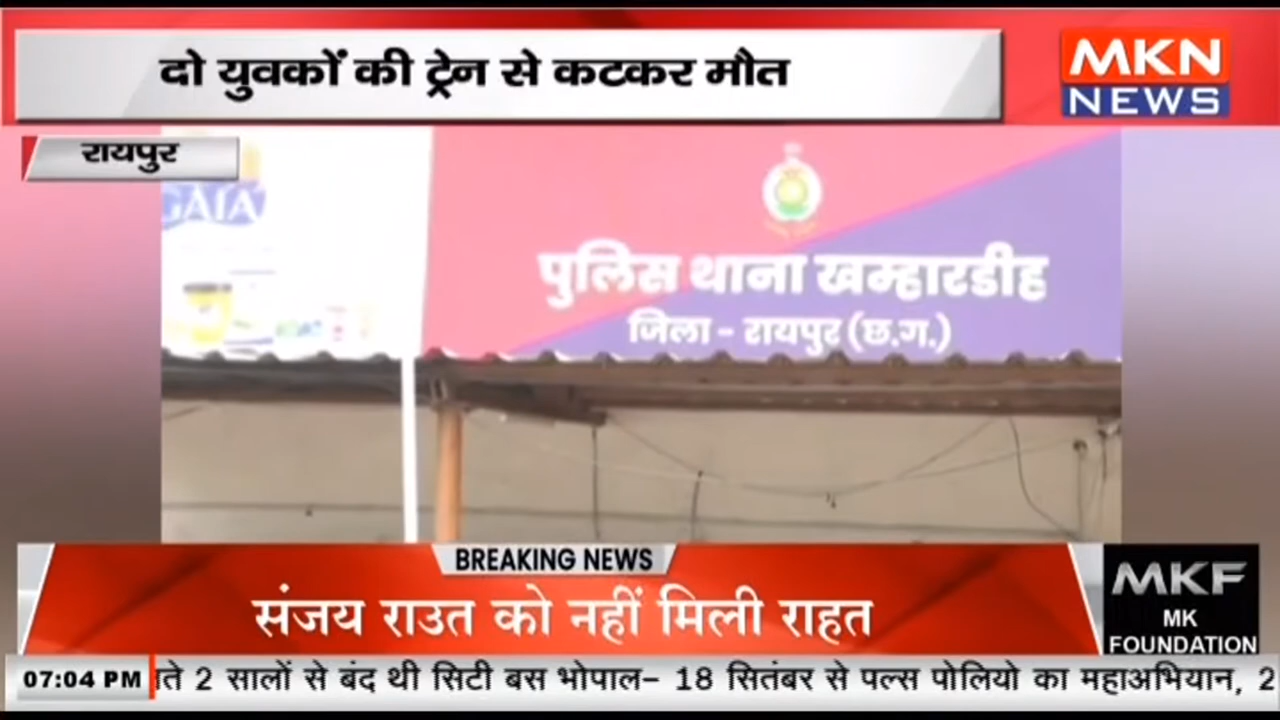 दो युवकों की ट्रेन से कटकर मौत
MKN
NEWS
रायपुर
GAIA
पुलिस थाना खम्हारडीह
जिला - रायपुर (छ.ग.)
BREAKING NEWS
संजय राउत को नहीं मिली राहत
MKF
MK
FOUNDATION
07:04 PM
ते 2 सालों से बंद थी सिटी बस भोपाल– 18 सितंबर से पल्स पोलियो का महाअभियान, 2